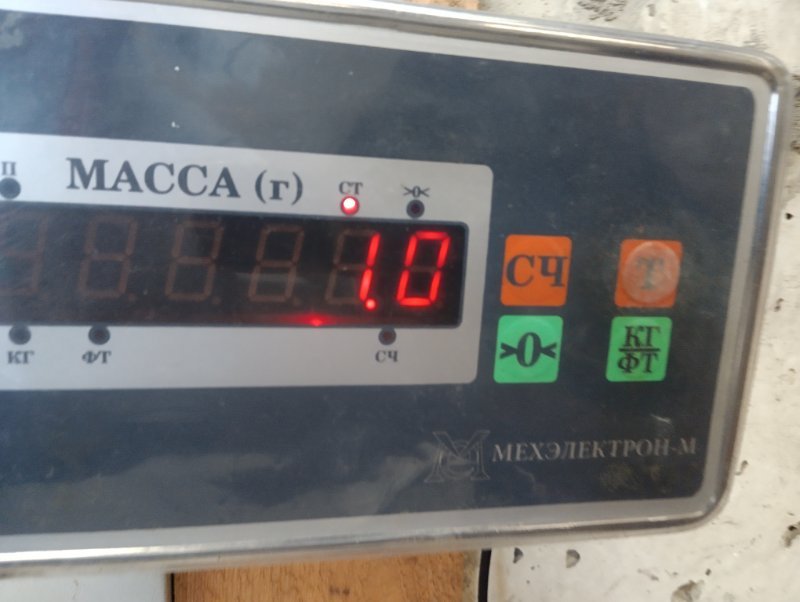 П
МАССА (г)
СТ
>0<
1.0
КГ
ФТ
СЧ
СЧ
Т
>0<
КГ
ФТ
МЕХЭЛЕКТРОН-М